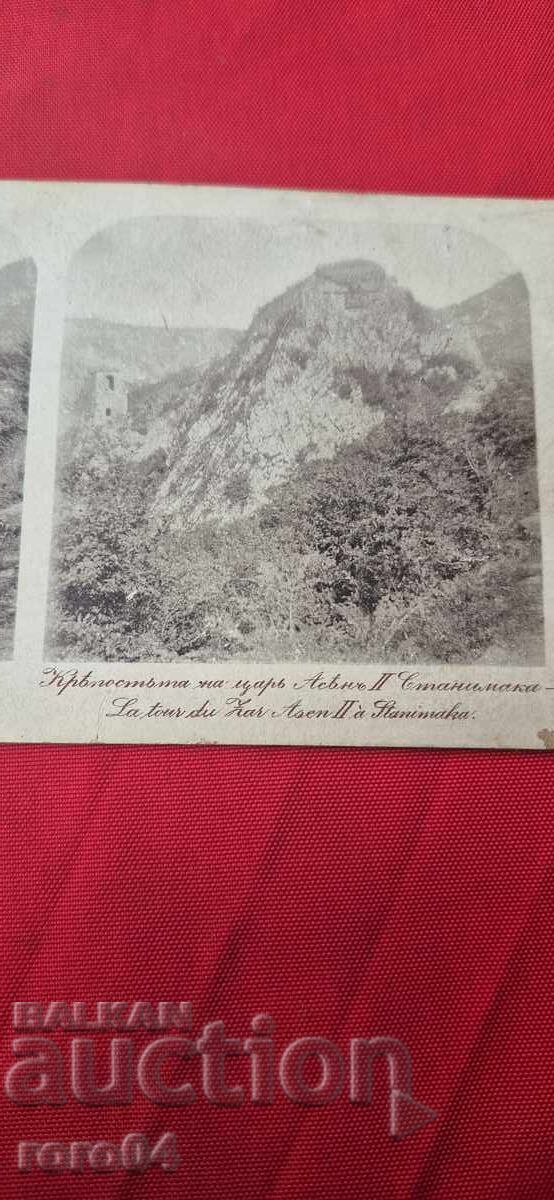 Крѣпостьта на царь Асѣнъ II Станимака –
La tour du Zar Asen II à Stanimaka.
BALKAN
auction
roro04